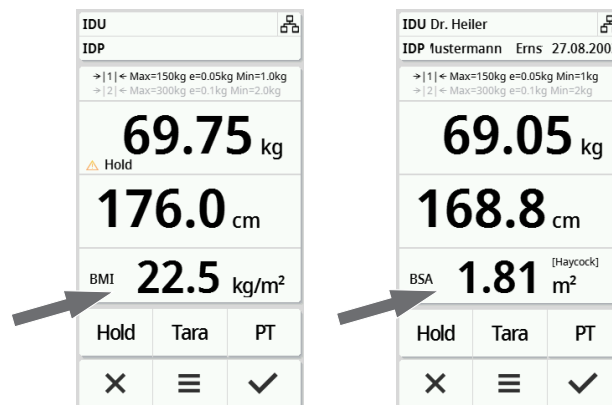 IDU
IDP
→|1|← Max=150kg e=0.05kg Min=1.0kg
→|2|← Max=300kg e=0.1kg Min=2.0kg
69.75 kg
Hold
176.0 cm
BMI 22.5 kg/m²
Hold Tara PT
IDU Dr. Heiler
IDP Mustermann Erns 27.08.200
→|1|← Max=150kg e=0.05kg Min=1kg
→|2|← Max=300kg e=0.1kg Min=2kg
69.05 kg
168.8 cm
BSA 1.81 [Haycock] m²
Hold Tara PT